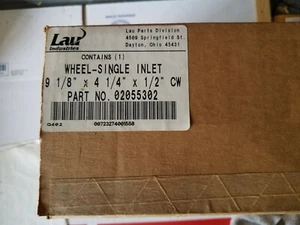 Lau
Industries
Lau Parts Division
4509 Springfield St
Dayton, Ohio 45431
CONTAINS (1)
WHEEL-SINGLE INLET
9 1/8" x 4 1/4" x 1/2" CW
PART NO. 02055302